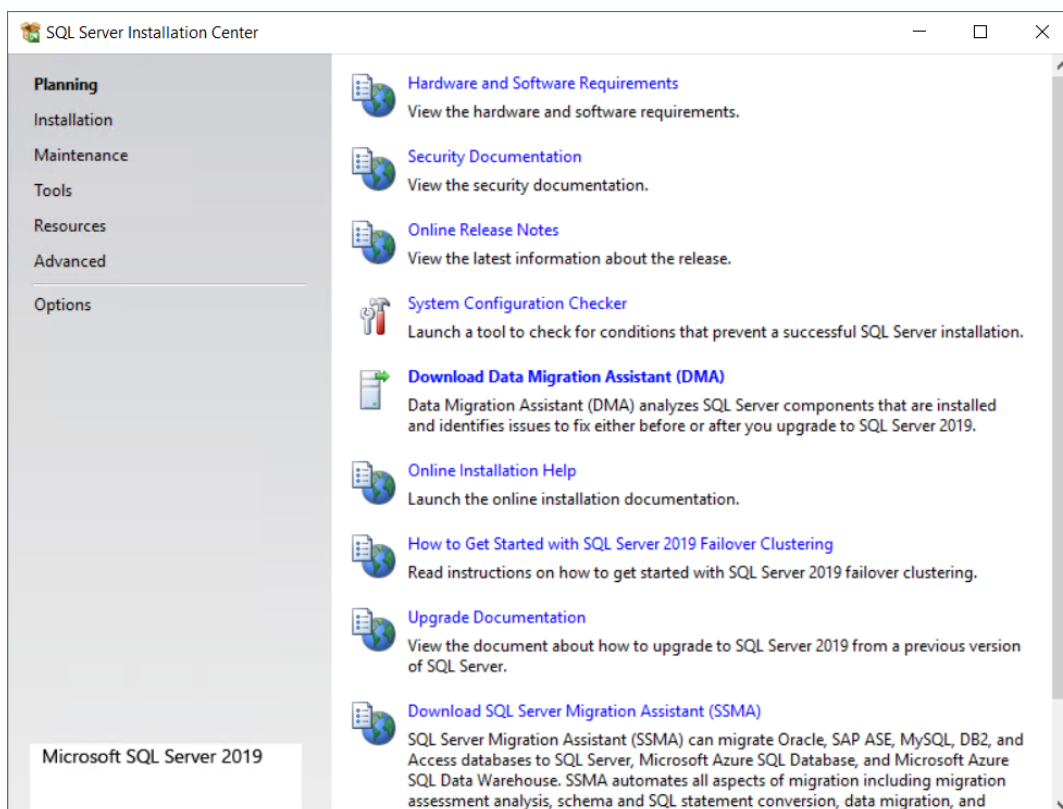 SQL Server Installation Center
Planning
Installation
Maintenance
Tools
Resources
Advanced
Options
Microsoft SQL Server 2019
Hardware and Software Requirements
View the hardware and software requirements.
Security Documentation
View the security documentation.
Online Release Notes
View the latest information about the release.
System Configuration Checker
Launch a tool to check for conditions that prevent a successful SQL Server installation.
Download Data Migration Assistant (DMA)
Data Migration Assistant (DMA) analyzes SQL Server components that are installed
and identifies issues to fix either before or after you upgrade to SQL Server 2019.
Online Installation Help
Launch the online installation documentation.
How to Get Started with SQL Server 2019 Failover Clustering
Read instructions on how to get started with SQL Server 2019 failover clustering.
Upgrade Documentation
View the document about how to upgrade to SQL Server 2019 from a previous version
of SQL Server.
Download SQL Server Migration Assistant (SSMA)
SQL Server Migration Assistant (SSMA) can migrate Oracle, SAP ASE, MySQL, DB2, and
Access databases to SQL Server, Microsoft Azure SQL Database, and Microsoft Azure
SQL Data Warehouse. SSMA automates all aspects of migration including migration
assessment analysis, schema and SQL statement conversion, data migration, and